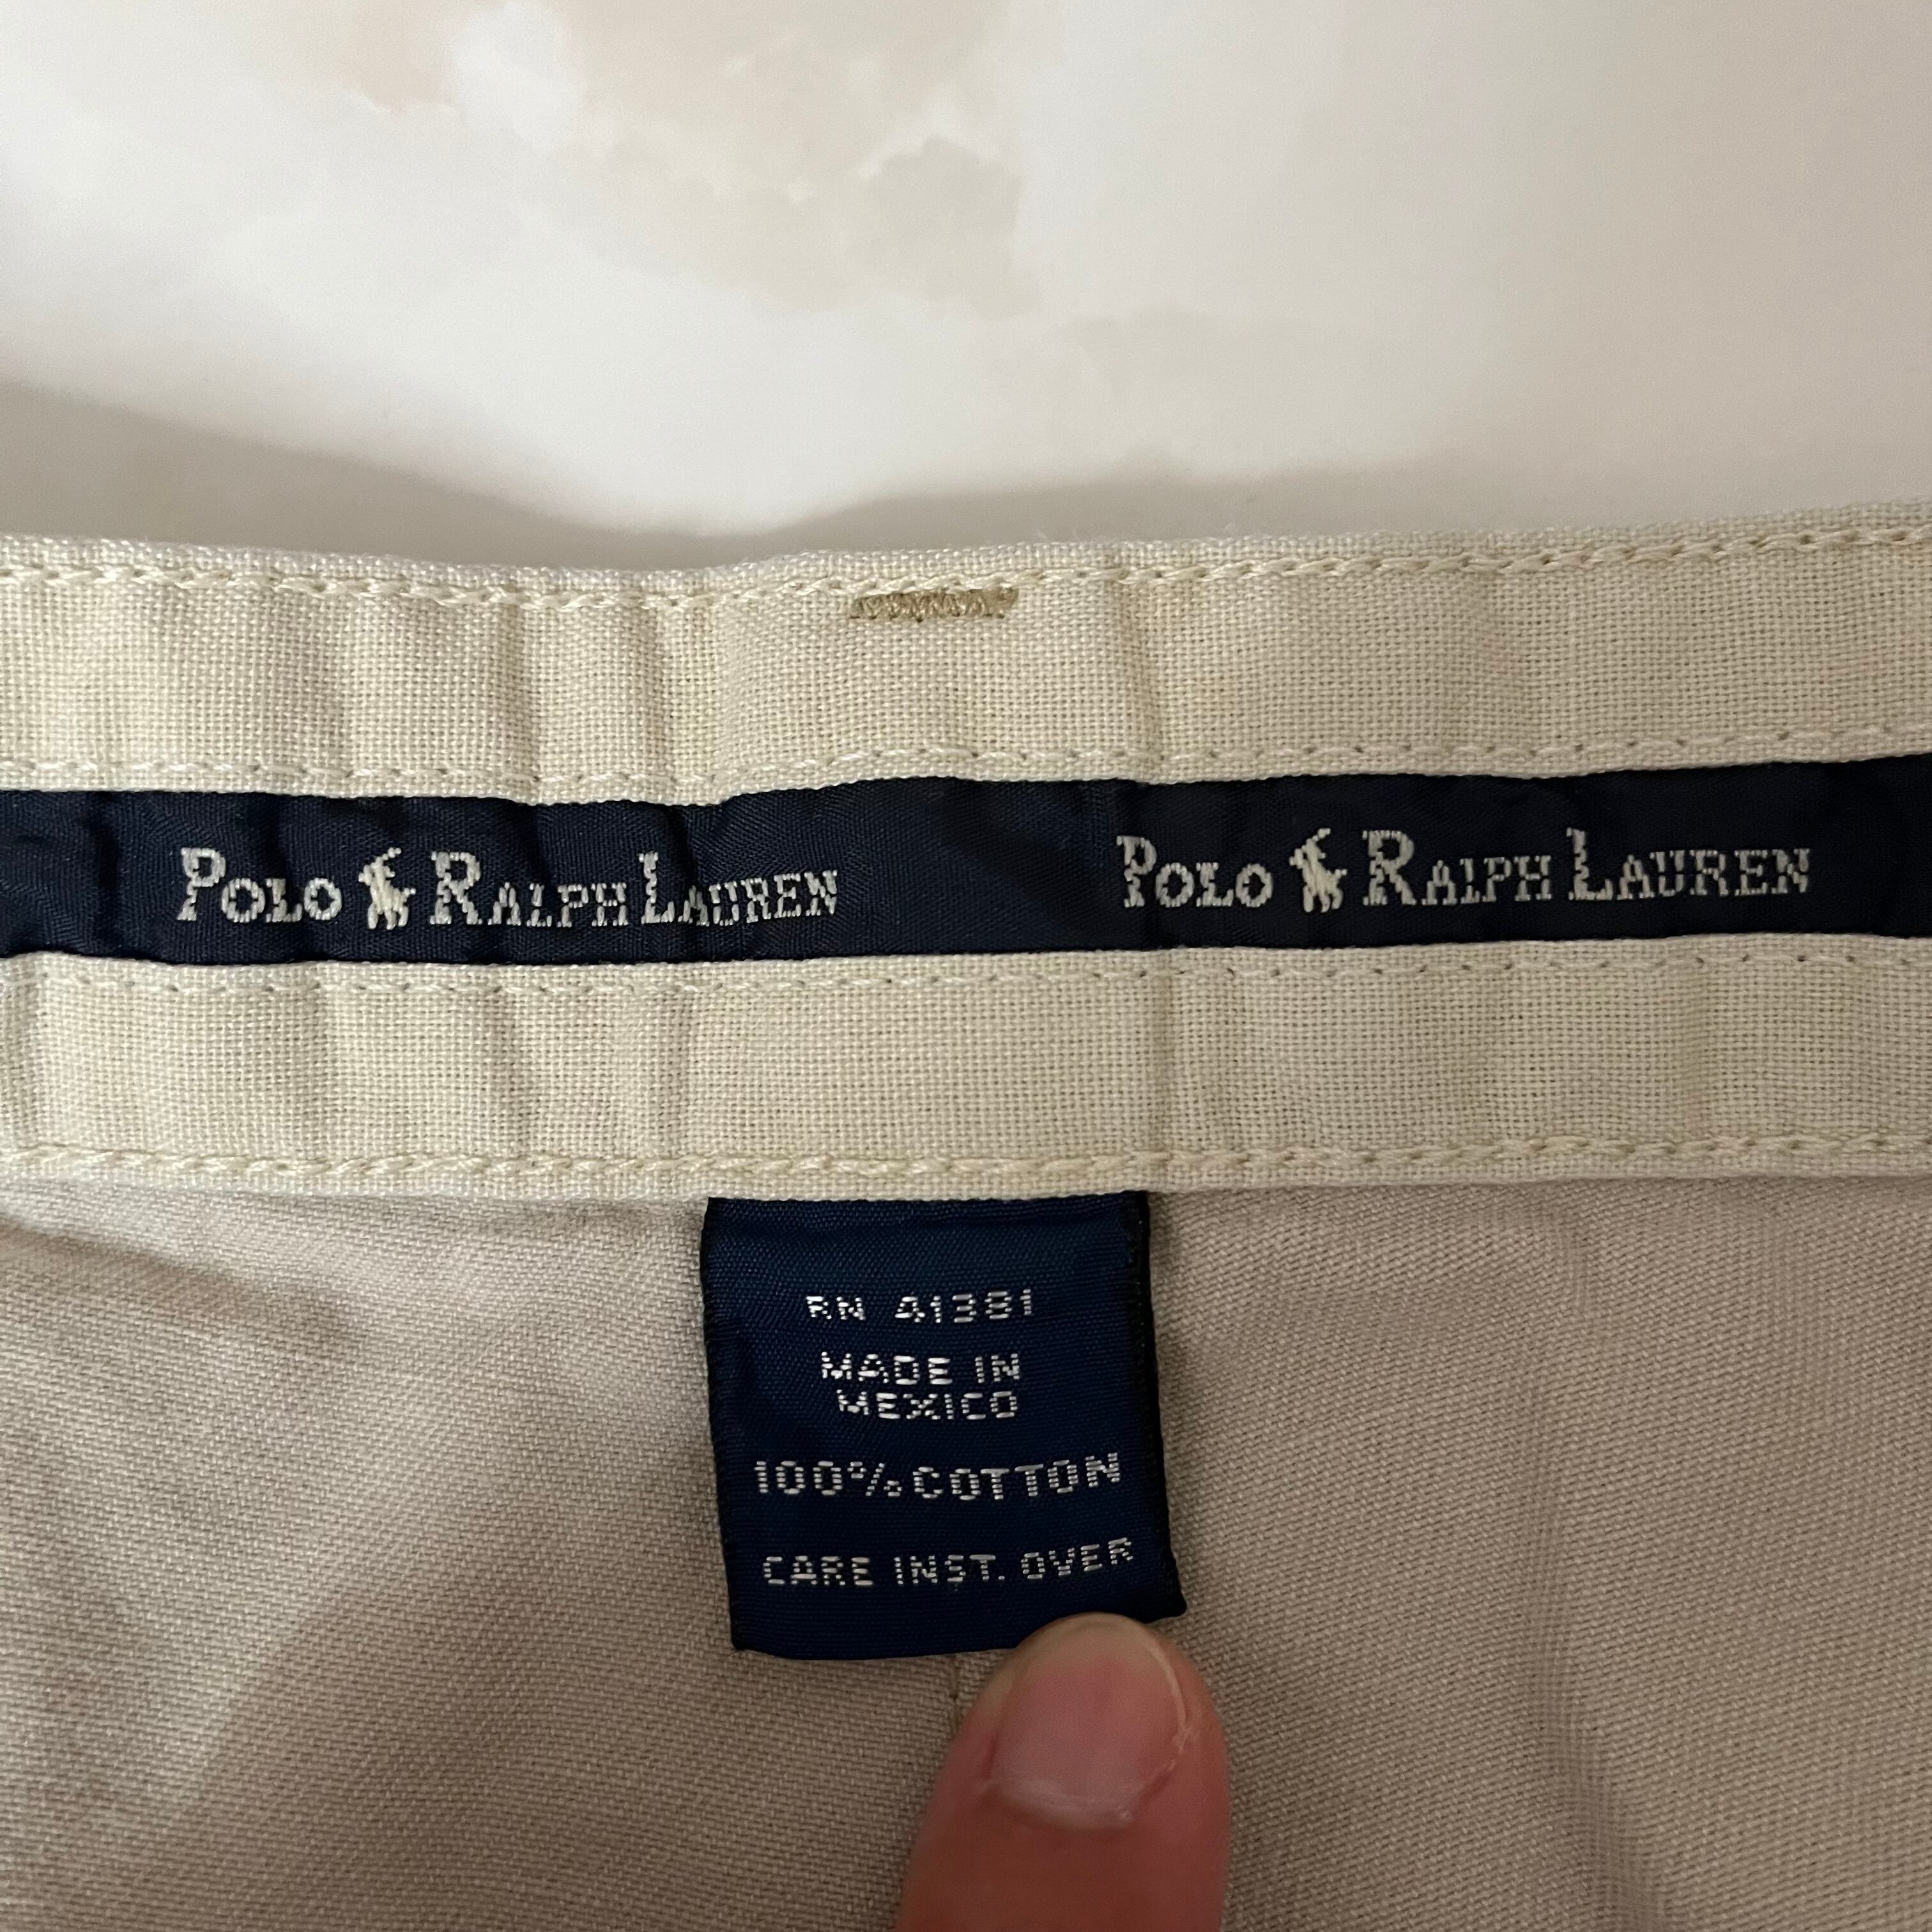 POLO RALPH LAUREN POLO RALPH LAUREN
RN 41381
MADE IN
MEXICO
100% COTTON
CARE INST. OVER